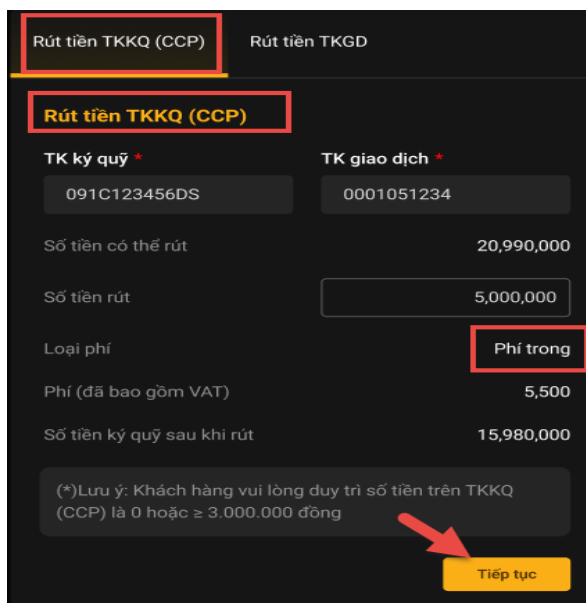 Rút tiền TKKQ (CCP) Rút tiền TKGD
Rút tiền TKKQ (CCP)
TK ký quỹ * TK giao dịch *
091C123456DS 0001051234
Số tiền có thể rút 20,990,000
Số tiền rút 5,000,000
Loại phí Phí trong
Phí (đã bao gồm VAT) 5,500
Số tiền ký quỹ sau khi rút 15,980,000
(*)Lưu ý: Khách hàng vui lòng duy trì số tiền trên TKKQ
(CCP) là 0 hoặc ≥ 3.000.000 đồng
Tiếp tục